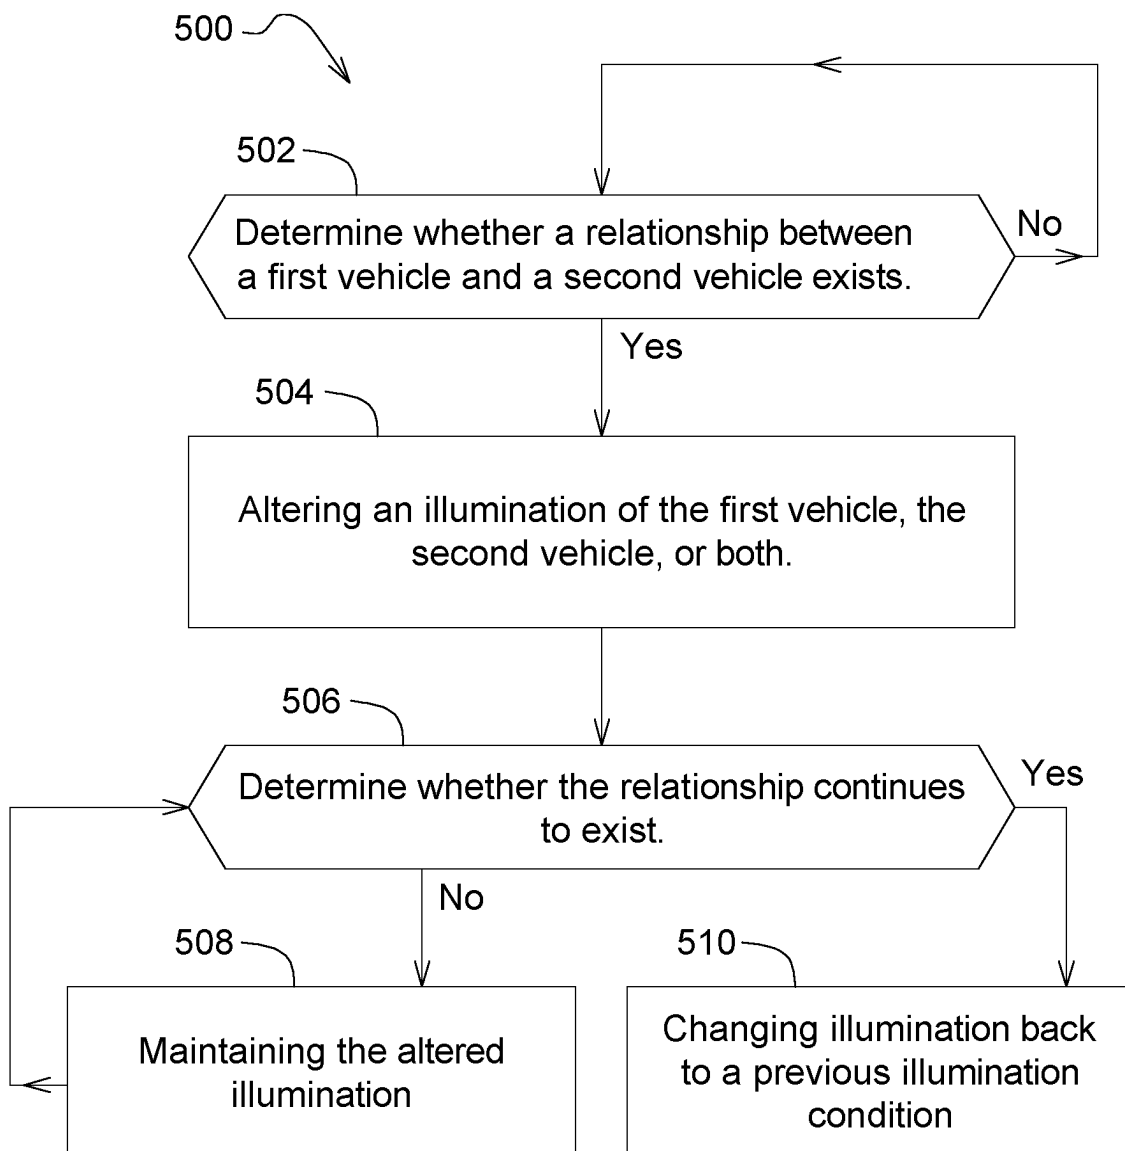 500
502
Determine whether a relationship between
a first vehicle and a second vehicle exists.
No
Yes
504
Altering an illumination of the first vehicle, the
second vehicle, or both.
506
Determine whether the relationship continues
to exist.
Yes
No
508
Maintaining the altered
illumination
510
Changing illumination back
to a previous illumination
condition